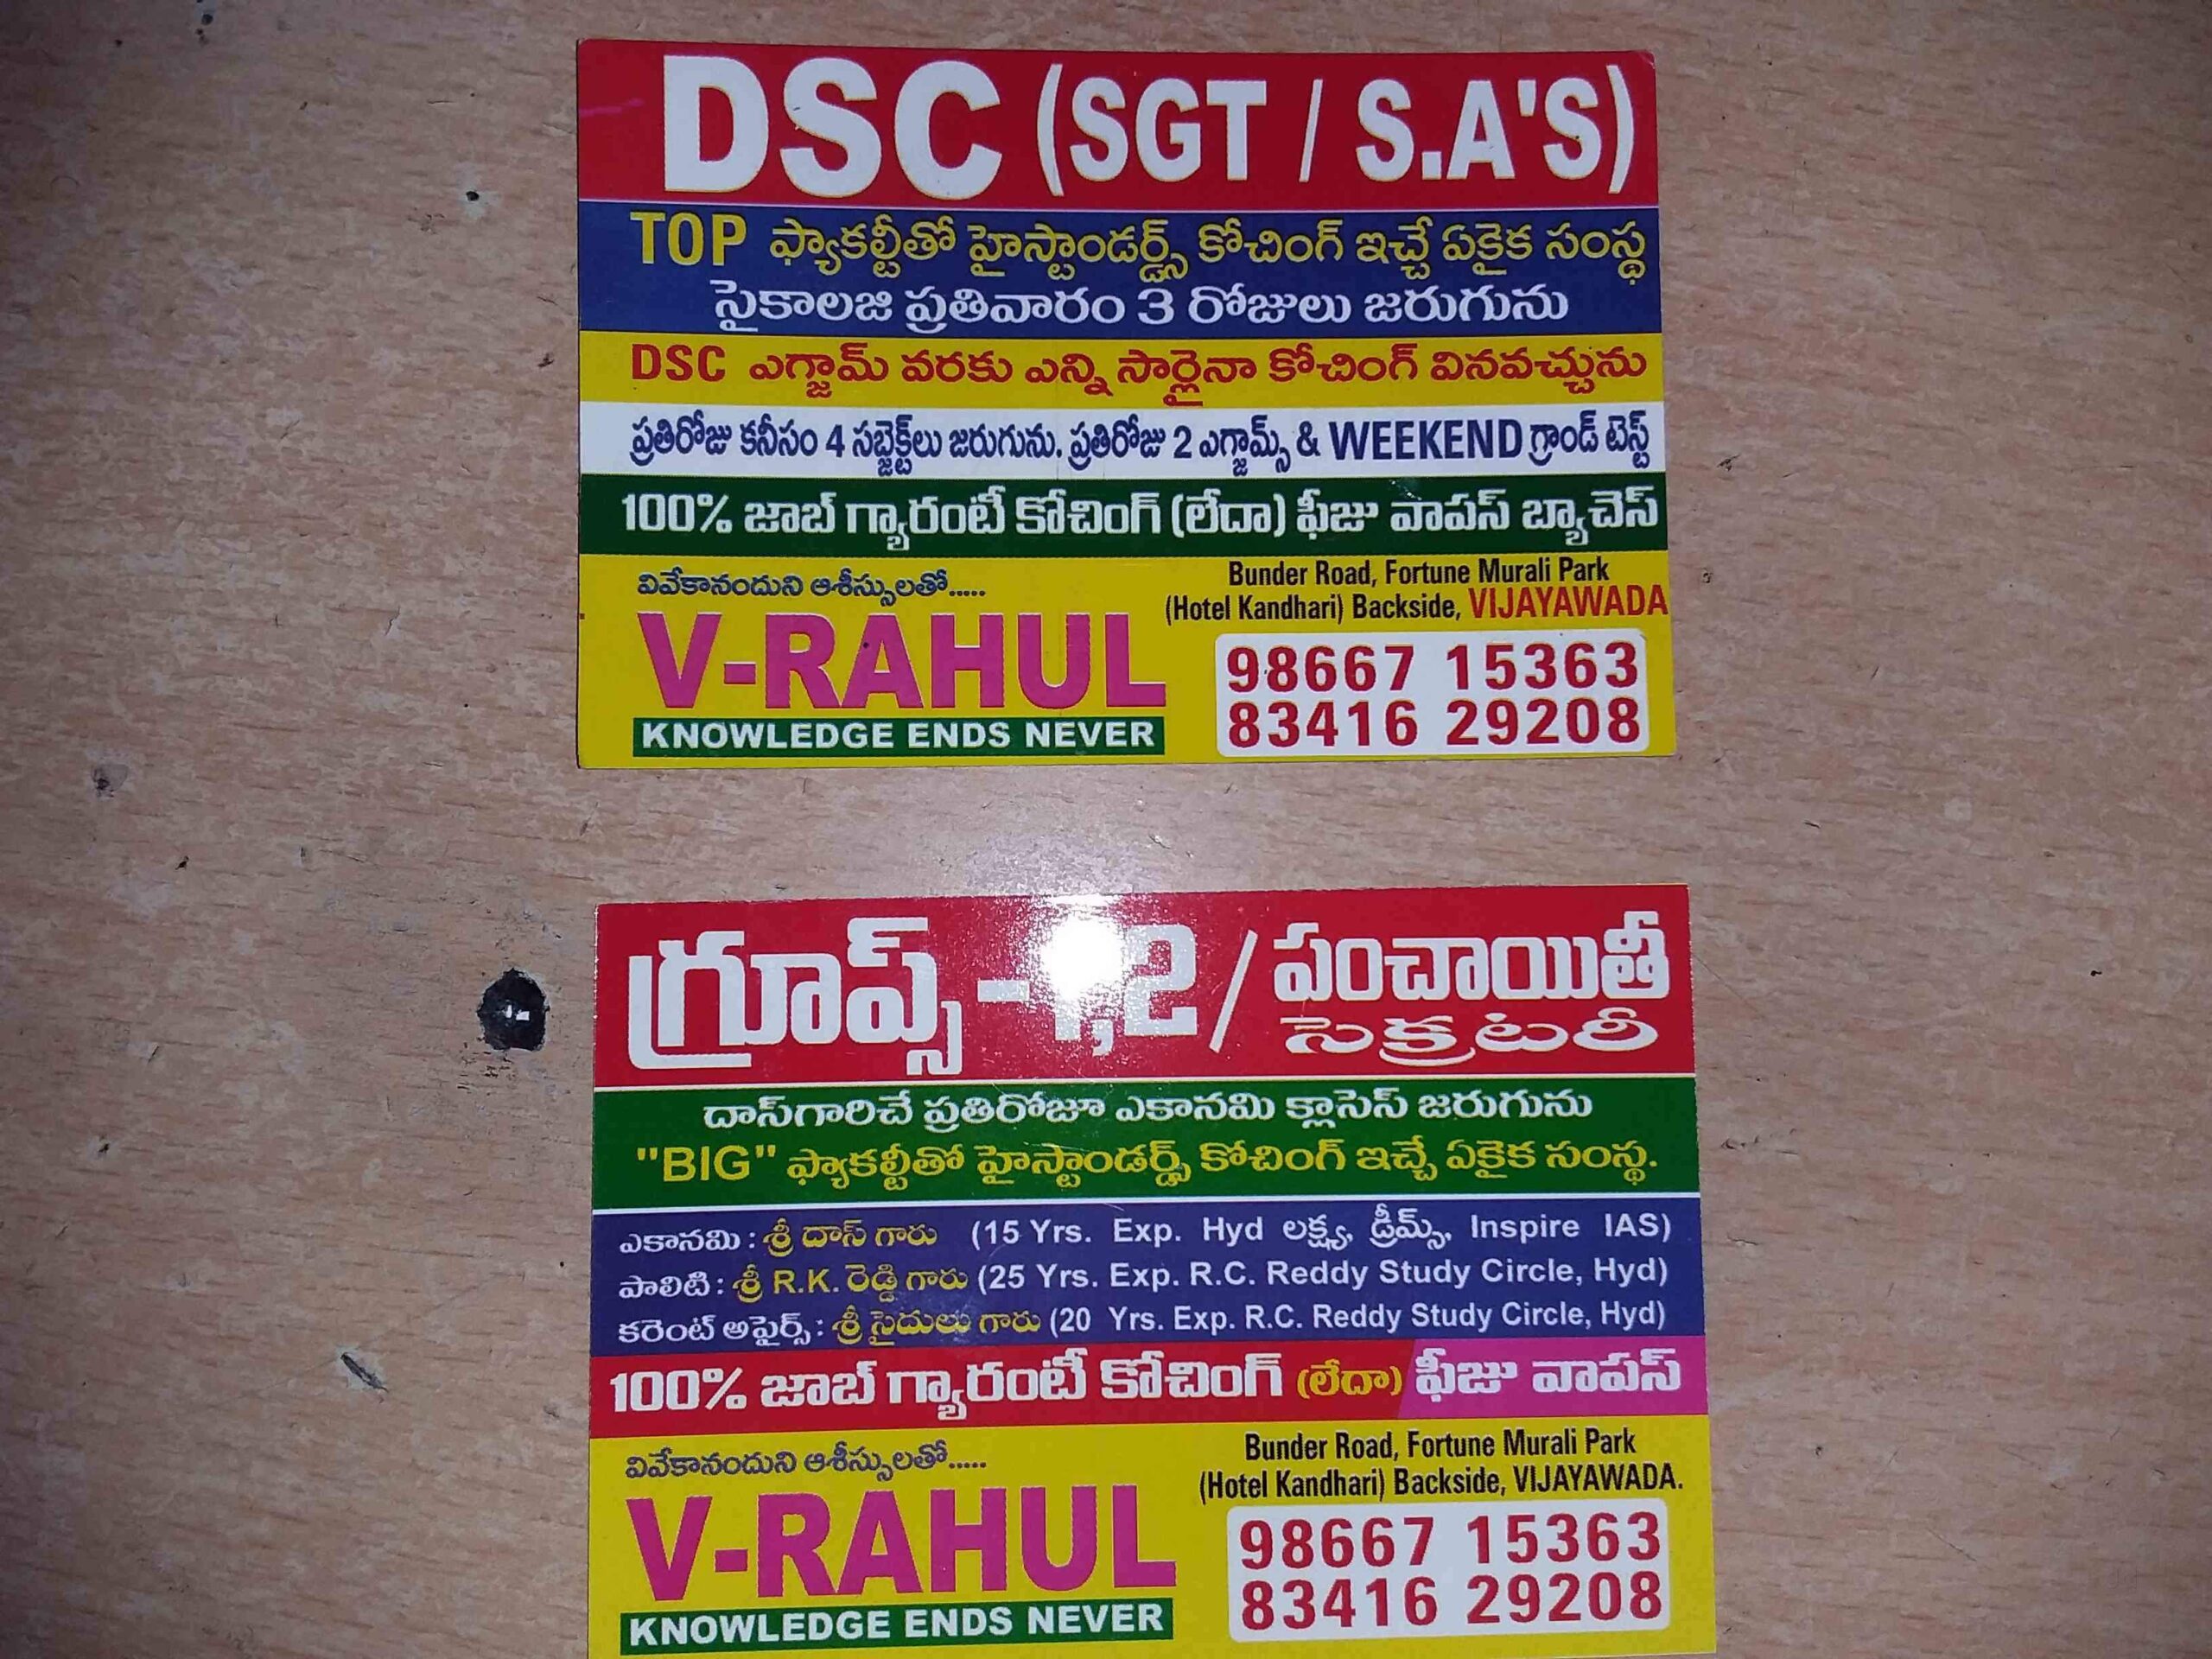 DSC (SGT / S.A'S)
TOP ఫ్యాకల్టీతో హైస్టాండర్డ్స్ కోచింగ్ ఇచ్చే ఏకైక సంస్థ
సైకాలజి ప్రతివారం 3 రోజులు జరుగును
DSC ఎగ్జామ్ వరకు ఎన్ని సార్లైనా కోచింగ్ వినవచ్చును
ప్రతిరోజు కనీసం 4 సబ్జెక్ట్‌లు జరుగును. ప్రతిరోజు 2 ఎగ్జామ్స్ & WEEKEND గ్రాండ్ టెస్ట్
100% జాబ్ గ్యారంటీ కోచింగ్ (లేదా) ఫీజు వాపస్ బ్యాచెస్
వివేకానందుని ఆశీస్సులతో.....
V-RAHUL
KNOWLEDGE ENDS NEVER
Bunder Road, Fortune Murali Park
(Hotel Kandhari) Backside, VIJAYAWADA
98667 15363
83416 29208
గ్రూప్స్ -1,2 / పంచాయితీ
సెక్రటరీ
దాస్‌గారిచే ప్రతిరోజూ ఎకానమి క్లాసెస్ జరుగును
"BIG" ఫ్యాకల్టీతో హైస్టాండర్డ్స్ కోచింగ్ ఇచ్చే ఏకైక సంస్థ.
ఎకానమి : శ్రీ దాస్ గారు (15 Yrs. Exp. Hyd లక్ష్య, డ్రీమ్స్, Inspire IAS)
పాలిటి : శ్రీ R.K. రెడ్డి గారు (25 Yrs. Exp. R.C. Reddy Study Circle, Hyd)
కరెంట్ అఫైర్స్ : శ్రీ సైదులు గారు (20 Yrs. Exp. R.C. Reddy Study Circle, Hyd)
100% జాబ్ గ్యారంటీ కోచింగ్ (లేదా) ఫీజు వాపస్
వివేకానందుని ఆశీస్సులతో.....
V-RAHUL
KNOWLEDGE ENDS NEVER
Bunder Road, Fortune Murali Park
(Hotel Kandhari) Backside, VIJAYAWADA.
98667 15363
83416 29208